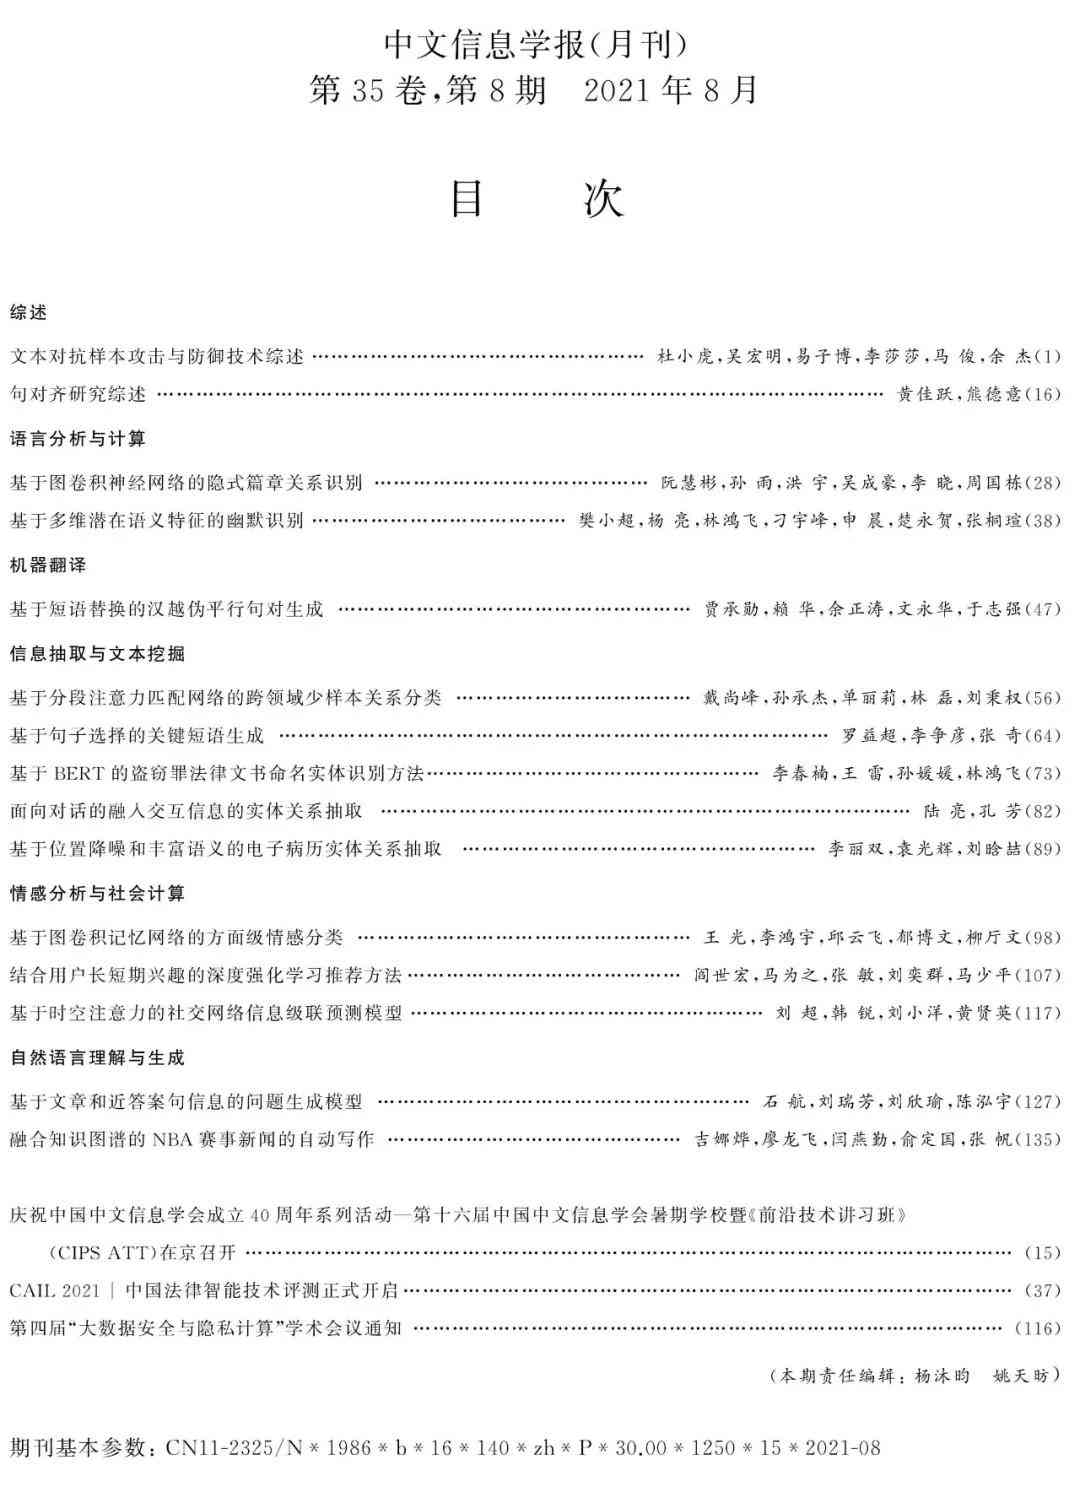 中文信息学报(月刊)
第 35 卷,第 8 期　2021 年 8 月
目　　次
综述
文本对抗样本攻击与防御技术综述 …………………………………………… 杜小虎,吴宏明,易子博,李莎莎,马 俊,余 杰(1)
句对齐研究综述 ………………………………………………………………………………………………… 黄佳跃,熊德意(16)
语言分析与计算
基于图卷积神经网络的隐式篇章关系识别 …………………………………… 阮慧彬,孙 雨,洪 宇,吴成豪,李 晓,周国栋(28)
基于多维潜在语义特征的幽默识别 ………………………………… 樊小超,杨 亮,林鸿飞,刁宇峰,申 晨,楚永贺,张桐瑄(38)
机器翻译
基于短语替换的汉越伪平行句对生成 ……………………………………………… 贾承勋,赖 华,余正涛,文永华,于志强(47)
信息抽取与文本挖掘
基于分段注意力匹配网络的跨领域少样本关系分类 ……………………………… 戴尚峰,孙承杰,单丽莉,林 磊,刘秉权(56)
基于句子选择的关键短语生成 ………………………………………………………………………… 罗益超,李争彦,张 奇(64)
基于 BERT 的盗窃罪法律文书命名实体识别方法…………………………………………… 李春楠,王 雷,孙媛媛,林鸿飞(73)
面向对话的融入交互信息的实体关系抽取 ……………………………………………………………………… 陆 亮,孔 芳(82)
基于位置降噪和丰富语义的电子病历实体关系抽取 ……………………………………………… 李丽双,袁光辉,刘晗喆(89)
情感分析与社会计算
基于图卷积记忆网络的方面级情感分类 …………………………………………… 王 光,李鸿宇,邱云飞,郁博文,柳厅文(98)
结合用户长短期兴趣的深度强化学习推荐方法…………………………………… 阎世宏,马为之,张 敏,刘奕群,马少平(107)
基于时空注意力的社交网络信息级联预测模型 ……………………………………………… 刘 超,韩 锐,刘小洋,黄贤英(117)
自然语言理解与生成
基于文章和近答案句信息的问题生成模型 ………………………………………………… 石 航,刘瑞芳,刘欣瑜,陈泓宇(127)
融合知识图谱的 NBA 赛事新闻的自动写作 ……………………………………… 吉娜烨,廖龙飞,闫燕勤,俞定国,张 帆(135)
庆祝中国中文信息学会成立 40 周年系列活动—第十六届中国中文信息学会暑期学校暨《前沿技术讲习班》
(CIPS ATT)在京召开 ……………………………………………………………………………………………………… (15)
CAIL 2021 | 中国法律智能技术评测正式开启………………………………………………………………………………… (37)
第四届“大数据安全与隐私计算”学术会议通知 ……………………………………………………………………………… (116)
(本期责任编辑: 杨沐昀　姚天昉)
期刊基本参数: CN11-2325/N * 1986 * b * 16 * 140 * zh * P * 30.00 * 1250 * 15 * 2021-08